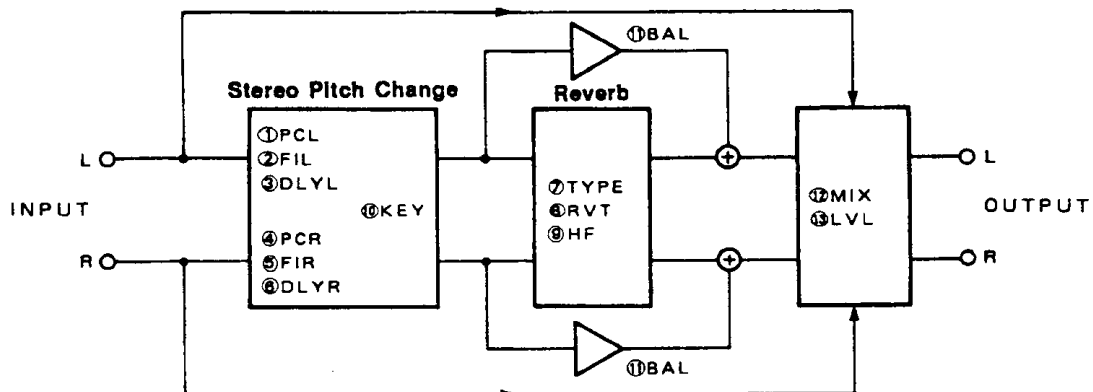 ⑪BAL
Stereo Pitch Change
Reverb
①PCL
②FIL
③DLYL
⑩KEY
④PCR
⑤FIR
⑥DLYR
⑦TYPE
⑧RVT
⑨HF
⑫MIX
⑬LVL
L
R
INPUT
L
R
OUTPUT
⑪BAL